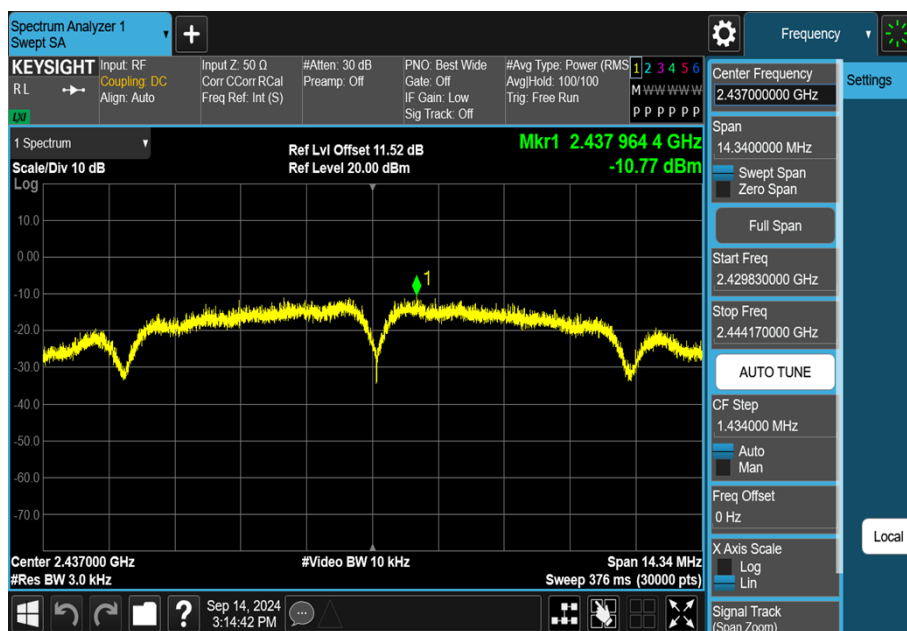 Spectrum Analyzer 1
Swept SA
+
Frequency
KEYSIGHT
RL
LXI
Input: RF
Coupling: DC
Align: Auto
Input Z: 50 Ω
Corr CCorr RCal
Freq Ref: Int (S)
#Atten: 30 dB
Preamp: Off
PNO: Best Wide
Gate: Off
IF Gain: Low
Sig Track: Off
#Avg Type: Power (RMS
Avg|Hold: 100/100
Trig: Free Run
1 2 3 4 5 6
M W W W W W
P P P P P P
1 Spectrum
Scale/Div 10 dB
Log
Ref Lvl Offset 11.52 dB
Ref Level 20.00 dBm
Mkr1 2.437 964 4 GHz
-10.77 dBm
10.0
0.00
-10.0
-20.0
-30.0
-40.0
-50.0
-60.0
-70.0
1
Center 2.437000 GHz
#Res BW 3.0 kHz
#Video BW 10 kHz
Span 14.34 MHz
Sweep 376 ms (30000 pts)
?
Sep 14, 2024
3:14:42 PM
Center Frequency
2.437000000 GHz
Span
14.3400000 MHz
Swept Span
Zero Span
Full Span
Start Freq
2.429830000 GHz
Stop Freq
2.444170000 GHz
AUTO TUNE
CF Step
1.434000 MHz
Auto
Man
Freq Offset
0 Hz
X Axis Scale
Log
Lin
Signal Track
(Span Zoom)
Settings
Local